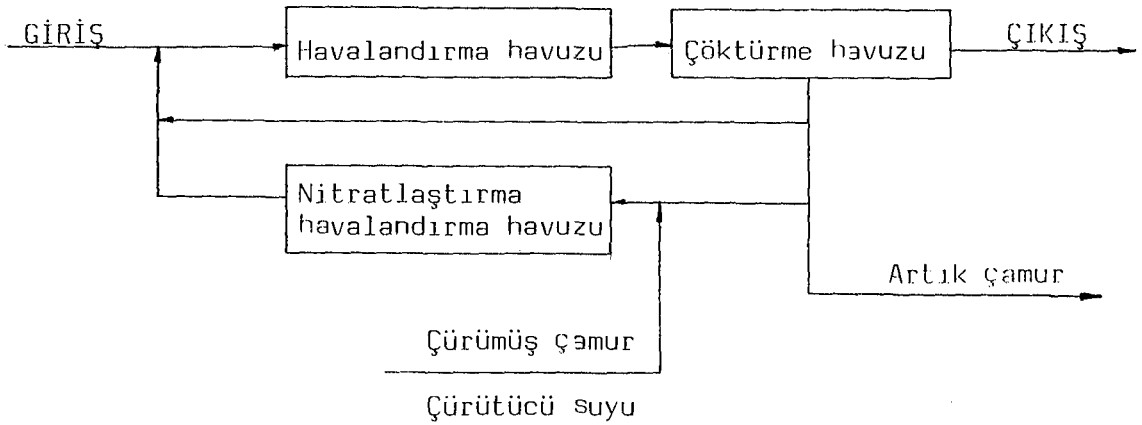 GİRİŞ
Havalandırma havuzu
Çöktürme havuzu
ÇIKIŞ
Nitratlaştırma
havalandırma havuzu
Artık çamur
Çürümüş çamur
Çürütücü suyu